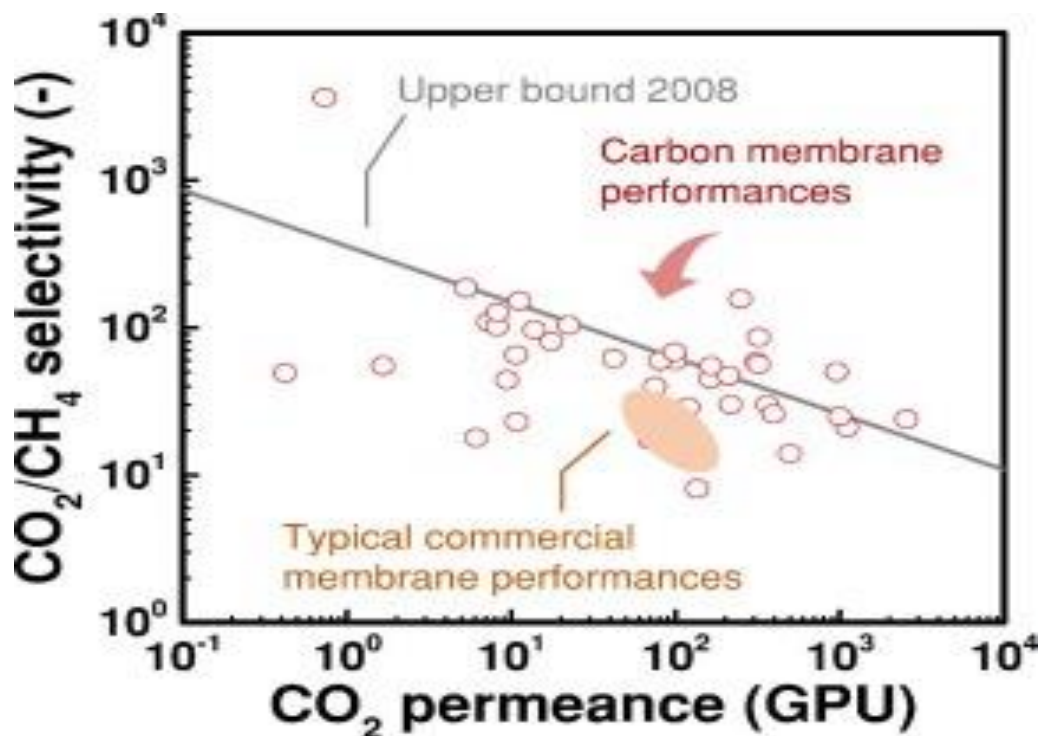 10⁴
10³
10²
10¹
10⁰
CO₂/CH₄ selectivity (-)
Upper bound 2008
Carbon membrane
performances
Typical commercial
membrane performances
10⁻¹ 10⁰ 10¹ 10² 10³ 10⁴
CO₂ permeance (GPU)